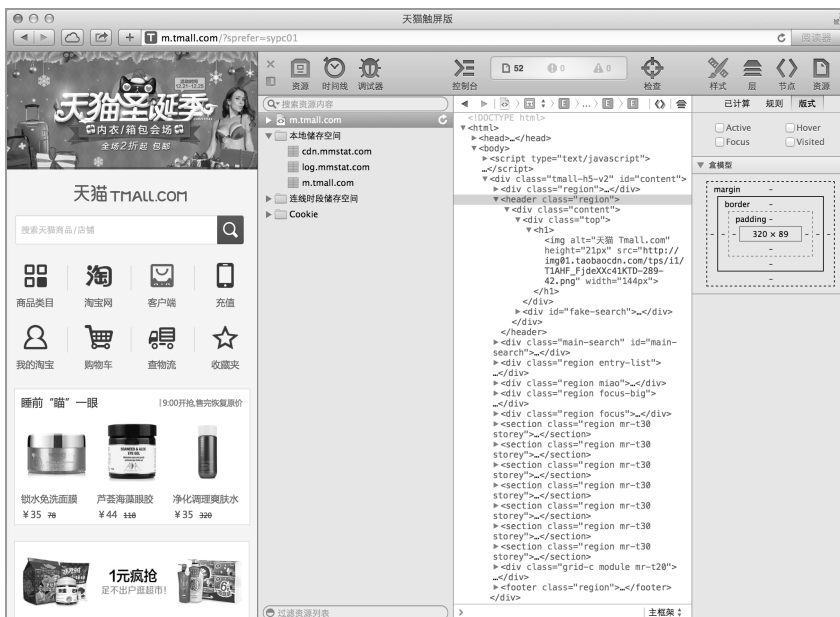 天猫触屏版
m.tmall.com/?sprefer=sypc01
阅读器
活动时间
12.21-12.25
天猫圣诞季
内衣/箱包会场
全场2折起 包邮
天猫 TMALL.COM
搜索天猫商品/店铺
商品类目 淘宝网 客户端 充值
我的淘宝 购物车 查物流 收藏夹
睡前“瞄”一眼 9:00开抢,售完恢复原价
锁水免洗面膜 芦荟海藻眼胶 净化调理爽肤水
¥35 78 ¥44 118 ¥35 320
1元疯抢
足不出户逛超市!
资源 时间线 调试器
搜索资源内容
m.tmall.com
本地储存空间
cdn.mmstat.com
log.mmstat.com
m.tmall.com
连线时段储存空间
Cookie
过滤资源列表
控制台 52 0 0 检查 样式 层 节点 资源
<!DOCTYPE html>
<html>
<head>…</head>
<body>
<script type="text/javascript">
…</script>
<div class="tmall-h5-v2" id="content">
<div class="region">…</div>
<header class="region">
<div class="content">
<div class="top">
<h1>
<img alt="天猫 Tmall.com"
height="21px" src="http://
img01.taobaocdn.com/tps/i1/
T1AHF_FjdeXXc41KTD-289-
42.png" width="144px">
</h1>
</div>
<div id="fake-search">…</div>
</div>
</header>
<div class="main-search" id="main-
search">…</div>
<div class="region entry-list">
…</div>
<div class="region miao">…</div>
<div class="region focus-big">
…</div>
<div class="region focus">…</div>
<section class="region mr-t30
storey">…</section>
<section class="region mr-t30
storey">…</section>
<section class="region mr-t30
storey">…</section>
<section class="region mr-t30
storey">…</section>
<section class="region mr-t30
storey">…</section>
<section class="region mr-t30
storey">…</section>
<section class="region mr-t30
storey">…</section>
<div class="grid-c module mr-t20">
…</div>
<footer class="region">…</footer>
</div>
主框架
已计算 规则 版式
Active Hover
Focus Visited
盒模型
margin -
border -
padding -
320 × 89